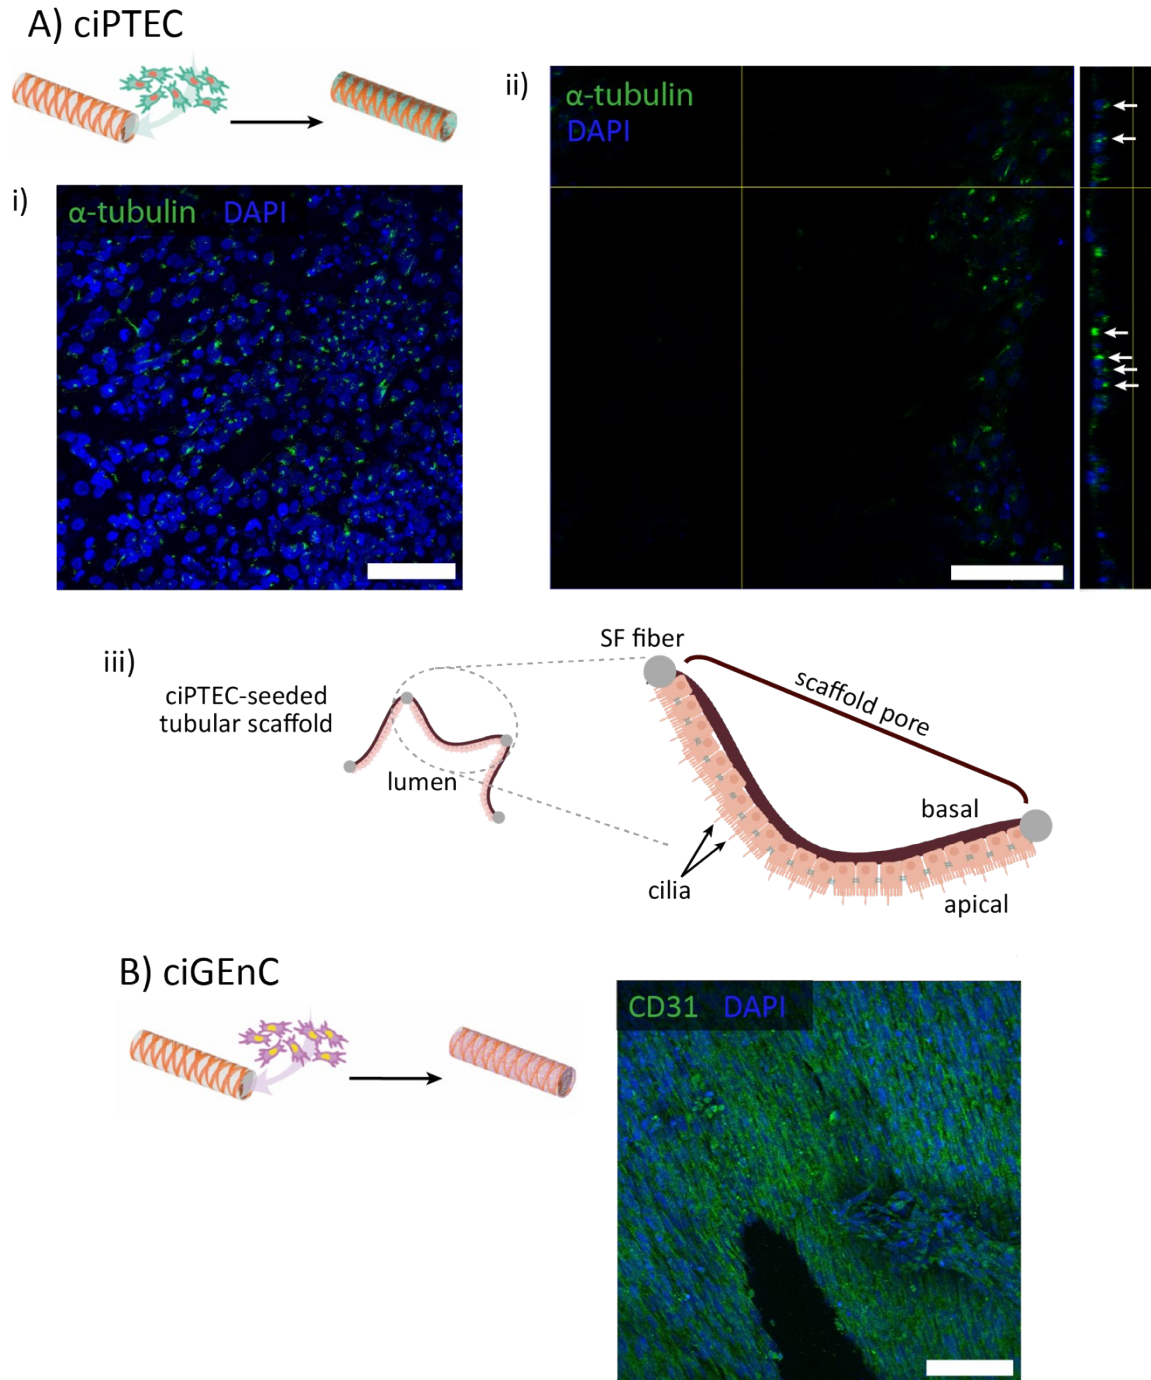 A) ciPTEC
i)
α-tubulin DAPI
ii)
α-tubulin
DAPI
iii)
ciPTEC-seeded
tubular scaffold
lumen
SF fiber
scaffold pore
basal
cilia
apical
B) ciGEnC
CD31 DAPI